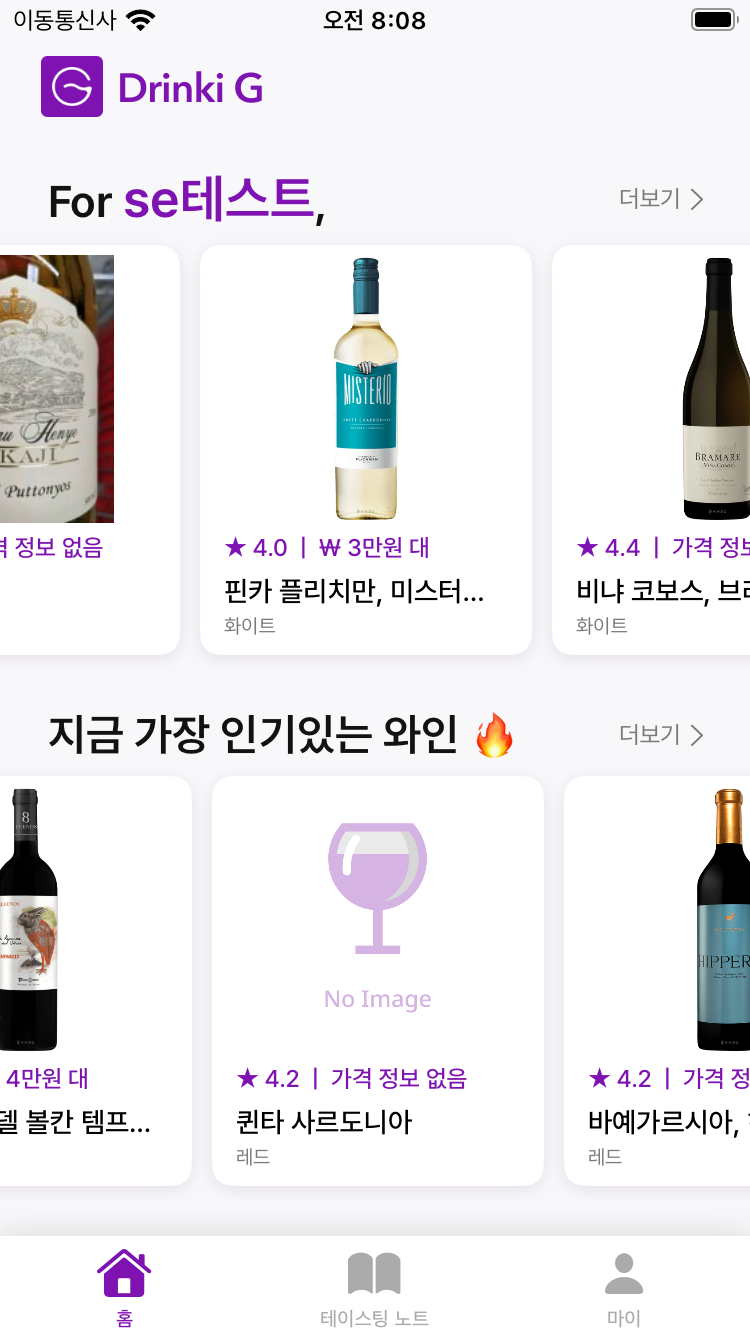 이동통신사
오전 8:08
Drinki G
For se테스트,
더보기
Henye
KAJI
Puttonyos
정보 없음
MISTERIO
★ 4.0 | ₩ 3만원 대
핀카 플리치만, 미스터...
화이트
BRAMARE
★ 4.4 | 가격 정보
비냐 코보스, 브라
화이트
지금 가장 인기있는 와인 🔥
더보기
8
4만원 대
델 볼칸 템프...
No Image
★ 4.2 | 가격 정보 없음
퀸타 사르도니아
레드
HIPPER
★ 4.2 | 가격 정
바예가르시아,
레드
홈
테이스팅 노트
마이